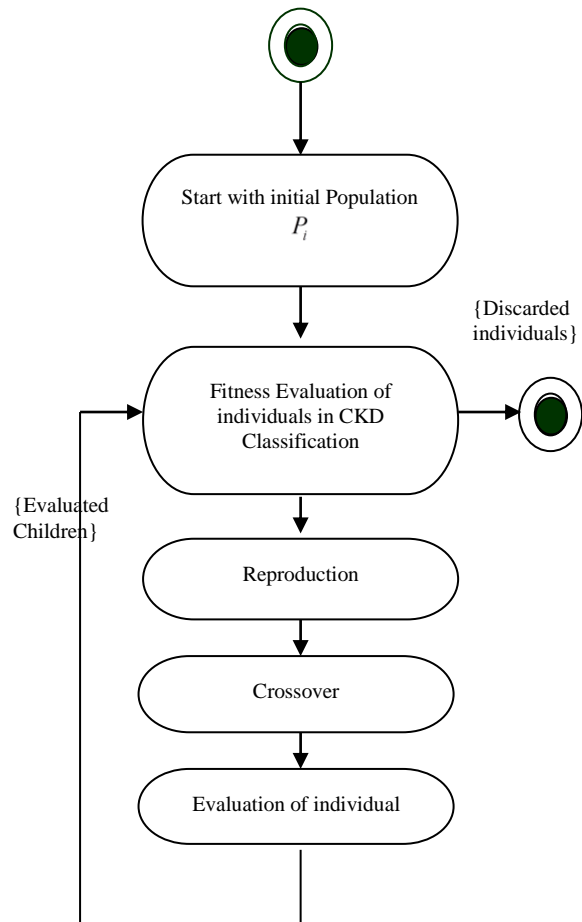 Start with initial Population
P_i
{Discarded
individuals}
Fitness Evaluation of
individuals in CKD
Classification
{Evaluated
Children}
Reproduction
Crossover
Evaluation of individual